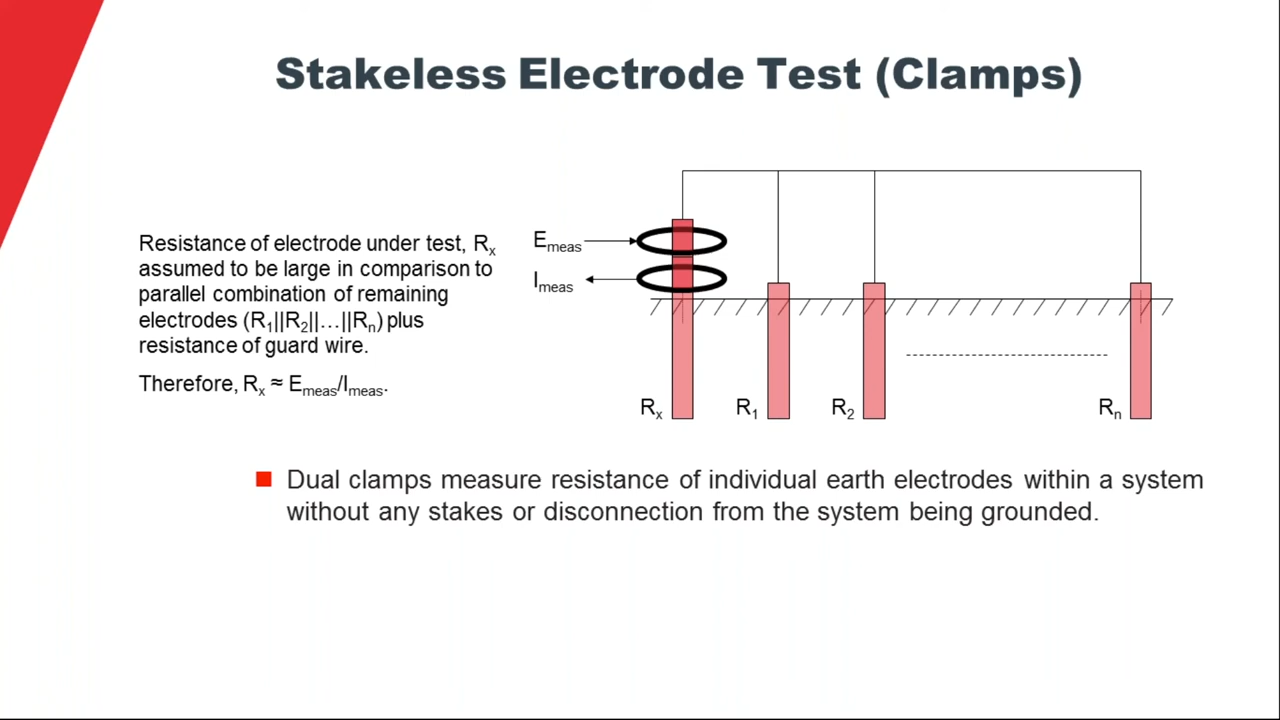 Stakeless Electrode Test (Clamps)
Resistance of electrode under test, Rx
assumed to be large in comparison to
parallel combination of remaining
electrodes (R1||R2||…||Rn) plus
resistance of guard wire.
Therefore, Rx ≈ Emeas/Imeas.
Emeas
Imeas
Rx
R1
R2
Rn
Dual clamps measure resistance of individual earth electrodes within a system
without any stakes or disconnection from the system being grounded.